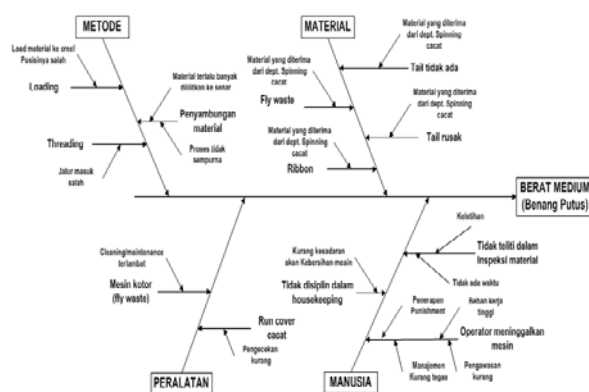 METODE
MATERIAL
Load material ke creel
Posisinya salah
Loading
Material terlalu banyak
dililitkan ke senar
Penyambungan
material
Proses tidak
sempurna
Threading
Jalur masuk
salah
Material yang diterima
dari dept. Spinning
cacat
Tail tidak ada
Material yang diterima
dari dept. Spinning
cacat
Fly waste
Material yang diterima
dari dept. Spinning
cacat
Tail rusak
Material yang diterima
dari dept. Spinning
cacat
Ribbon
BERAT MEDIUM
(Benang Putus)
Cleaning/maintenance
terlambat
Mesin kotor
(fly waste)
Run cover
cacat
Pengecekan
kurang
Keletihan
Tidak teliti dalam
Inspeksi material
Tidak ada waktu
Kurang kesadaran
akan Kebersihan mesin
Tidak disiplin dalam
housekeeping
Penerapan
Punishment
Beban kerja
tinggi
Operator meninggalkan
mesin
Manajemen
Kurang tegas
Pengawasan
kurang
PERALATAN
MANUSIA